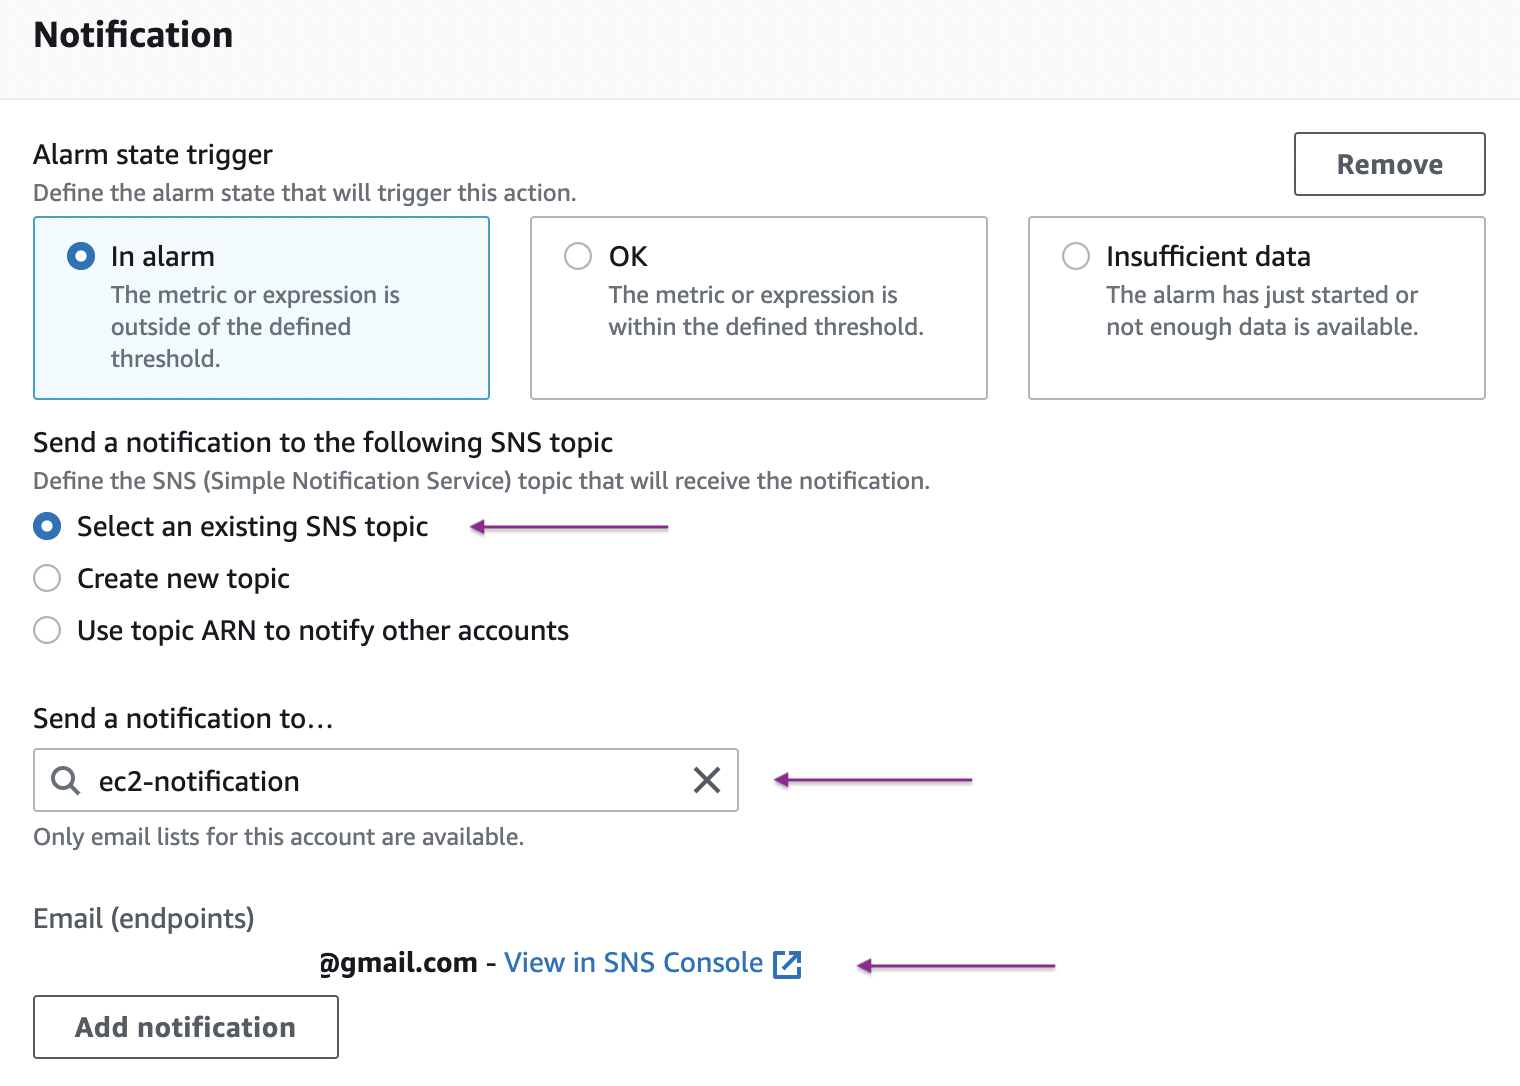 Notification
Alarm state trigger
Define the alarm state that will trigger this action.
Remove
In alarm
The metric or expression is
outside of the defined
threshold.
OK
The metric or expression is
within the defined threshold.
Insufficient data
The alarm has just started or
not enough data is available.
Send a notification to the following SNS topic
Define the SNS (Simple Notification Service) topic that will receive the notification.
Select an existing SNS topic
Create new topic
Use topic ARN to notify other accounts
Send a notification to…
ec2-notification
Only email lists for this account are available.
Email (endpoints)
@gmail.com - View in SNS Console
Add notification